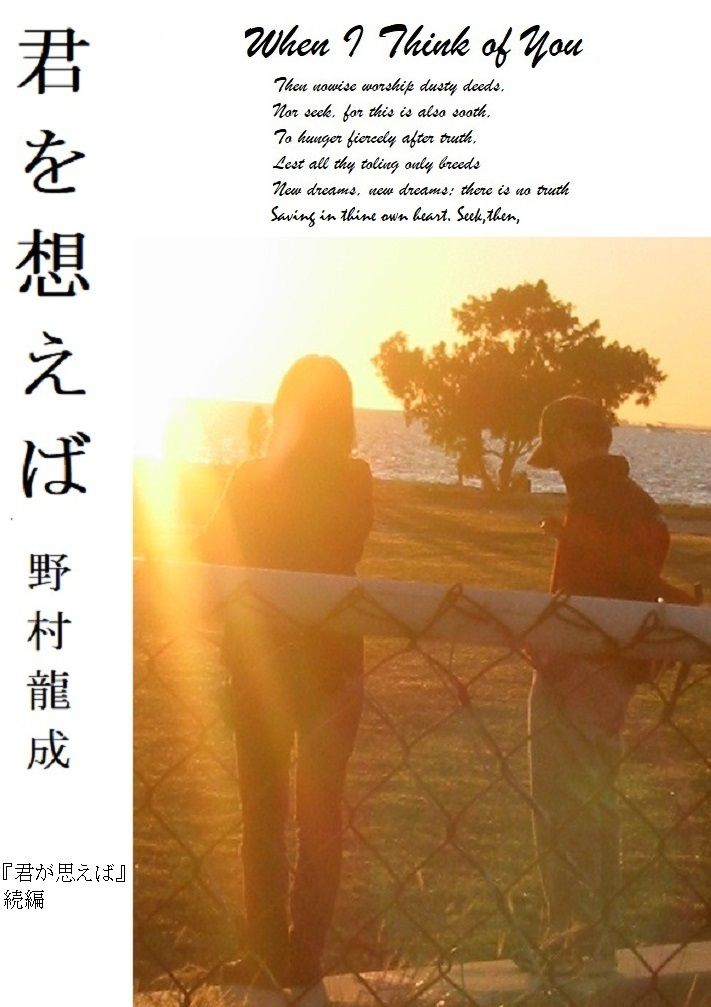 君を想えば
野村龍成
『君が思えば』
続編
When I Think of You
Then nowise worship dusty deeds,
Nor seek, for this is also sooth,
To hunger fiercely after truth,
Lest all thy toling only breeds
New dreams, new dreams; there is no truth
Saving in thine own heart. Seek,then,